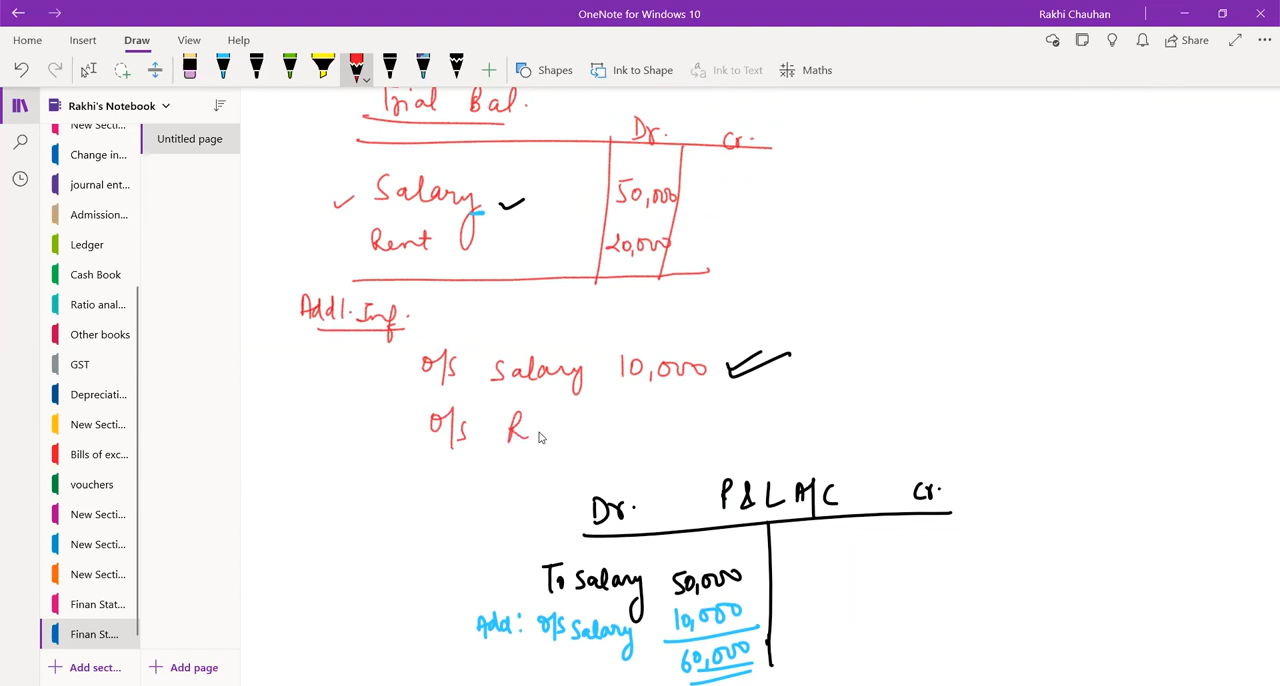 OneNote for Windows 10
Rakhi Chauhan
Home Insert Draw View Help
Share
Shapes Ink to Shape Ink to Text Maths
Rakhi's Notebook
Untitled page
New Secti...
Change in...
journal ent...
Admission...
Ledger
Cash Book
Ratio anal...
Other books
GST
Depreciati...
New Secti...
Bills of exc...
vouchers
New Secti...
New Secti...
New Secti...
Finan Stat...
Finan St....
Add sect...
Add page
Trial Bal.
Dr. Cr.
Salary 50,000
Rent 20,000
Addl. Inf.
O/S Salary 10,000
O/S R
Dr. P & L A/C Cr.
To Salary 50,000
Add: O/S Salary 10,000
60,000